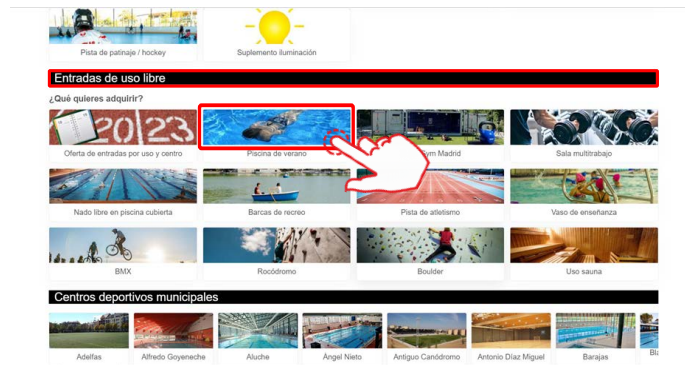 Pista de patinaje / hockey
Suplemento iluminación
Entradas de uso libre
¿Qué quieres adquirir?
2023
Oferta de entradas por uso y centro
Piscina de verano
Gym Madrid
Sala multitrabajo
Nado libre en piscina cubierta
Barcas de recreo
Pista de atletismo
Vaso de enseñanza
BMX
Rocódromo
Boulder
Uso sauna
Centros deportivos municipales
Adelfas
Alfredo Goyeneche
Aluche
Ángel Nieto
Antiguo Canódromo
Antonio Díaz Miguel
Barajas